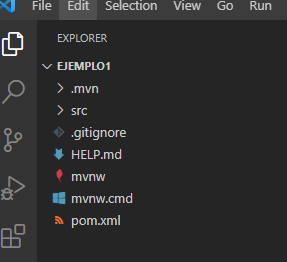 File Edit Selection View Go Run
EXPLORER
EJEMPLO1
.mvn
src
.gitignore
HELP.md
mvnw
mvnw.cmd
pom.xml